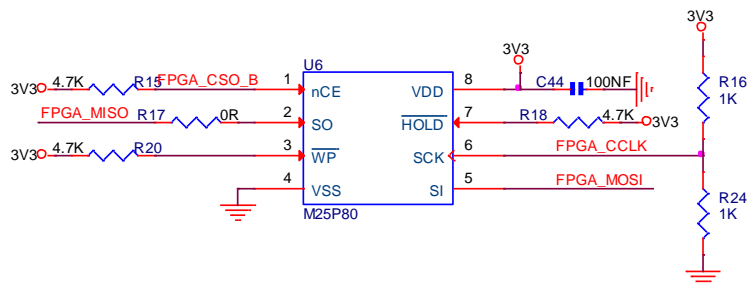 3V3
U6
3V3
3V3 4.7K R15 FPGA_CSO_B 1 nCE VDD 8 C44 100NF
R16
1K
FPGA_MISO R17 0R 2 SO HOLD 7 R18 4.7K 3V3
3V3 4.7K R20 3 WP SCK 6 FPGA_CCLK
4 VSS SI 5 FPGA_MOSI
R24
1K
M25P80